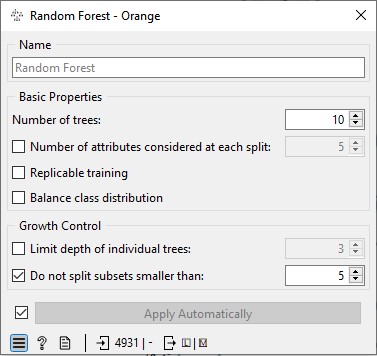 Random Forest - Orange
Name
Random Forest
Basic Properties
Number of trees: 10
Number of attributes considered at each split: 5
Replicable training
Balance class distribution
Growth Control
Limit depth of individual trees: 3
Do not split subsets smaller than: 5
Apply Automatically
? 4931 | - | M